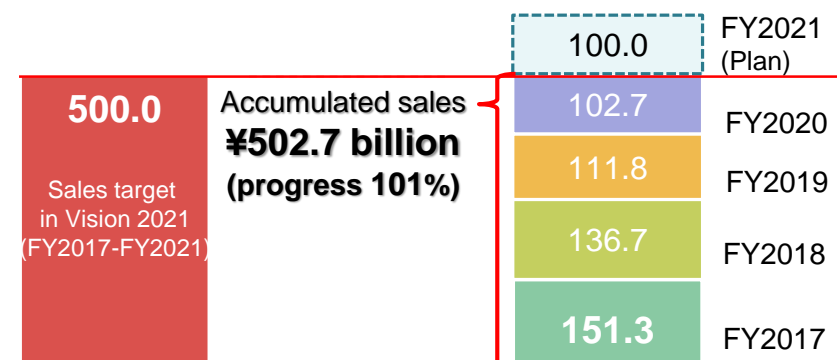 500.0
Sales target
in Vision 2021
(FY2017-FY2021)
Accumulated sales
¥502.7 billion
(progress 101%)
100.0
FY2021
(Plan)
102.7
FY2020
111.8
FY2019
136.7
FY2018
151.3
FY2017